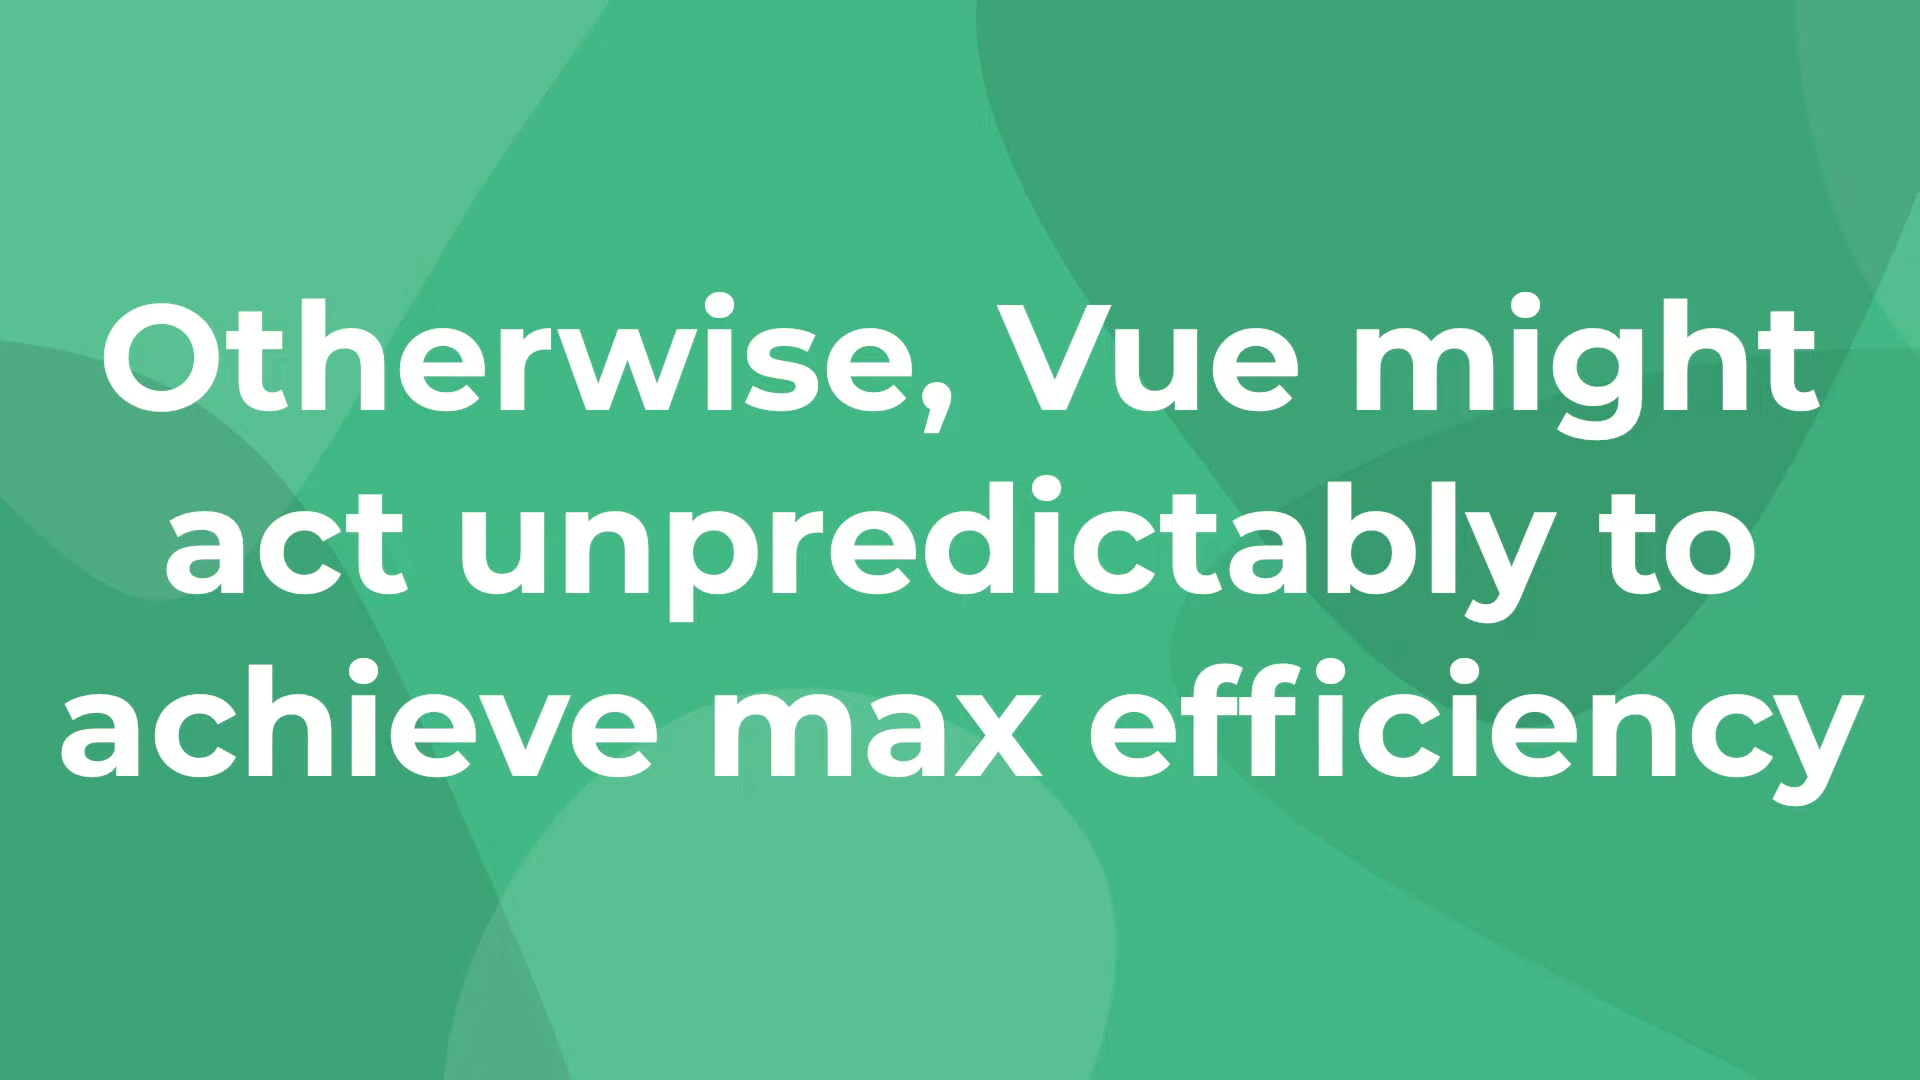 Otherwise, Vue might
act unpredictably to
achieve max efficiency